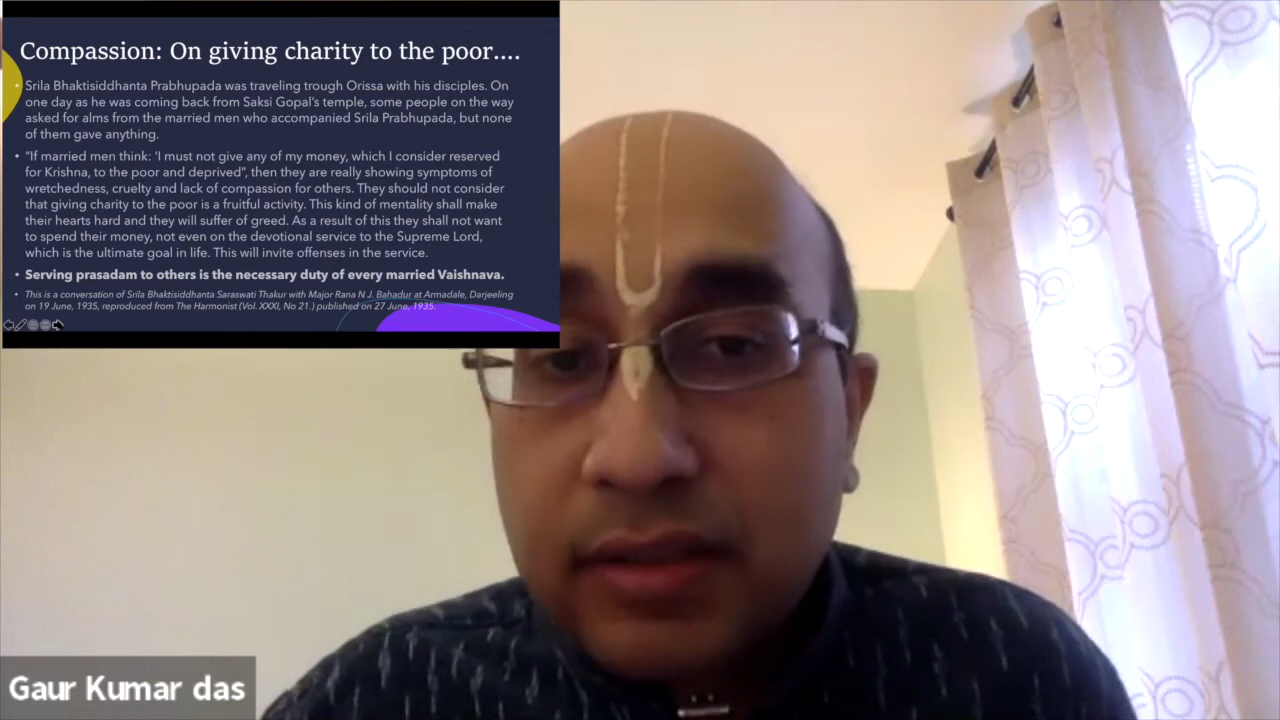 Compassion: On giving charity to the poor....
• Srila Bhaktisiddhanta Prabhupada was traveling trough Orissa with his disciples. On
one day as he was coming back from Saksi Gopal's temple, some people on the way
asked for alms from the married men who accompanied Srila Prabhupada, but none
of them gave anything.
• "If married men think: 'I must not give any of my money, which I consider reserved
for Krishna, to the poor and deprived", then they are really showing symptoms of
wretchedness, cruelty and lack of compassion for others. They should not consider
that giving charity to the poor is a fruitful activity. This kind of mentality shall make
their hearts hard and they will suffer of greed. As a result of this they shall not want
to spend their money, not even on the devotional service to the Supreme Lord,
which is the ultimate goal in life. This will invite offenses in the service.
• Serving prasadam to others is the necessary duty of every married Vaishnava.
• This is a conversation of Srila Bhaktisiddhanta Saraswati Thakur with Major Rana N J. Bahadur at Armadale, Darjeeling
on 19 June, 1935, reproduced from The Harmonist (Vol. XXXI, No 21.) published on 27 June, 1935.
Gaur Kumar das